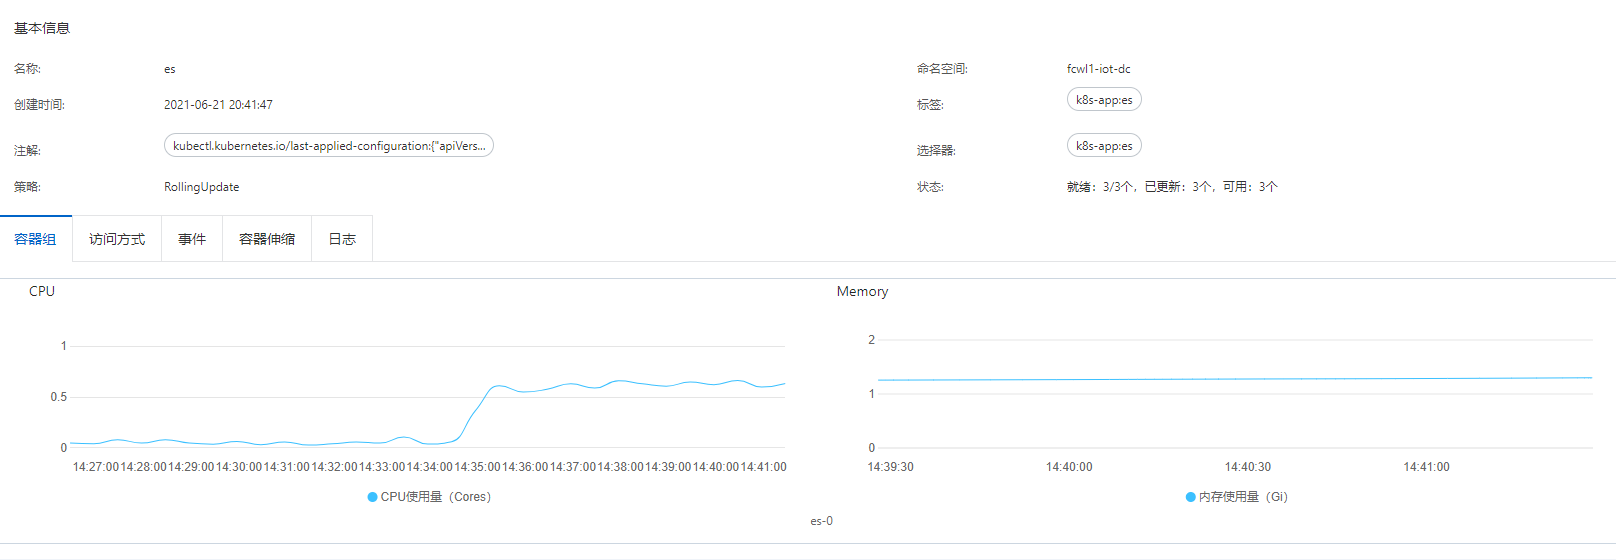 基本信息
名称: es 命名空间: fcwl1-iot-dc
创建时间: 2021-06-21 20:41:47 标签: k8s-app:es
注解: kubectl.kubernetes.io/last-applied-configuration:{"apiVers... 选择器: k8s-app:es
策略: RollingUpdate 状态: 就绪：3/3个，已更新：3个，可用：3个
容器组 访问方式 事件 容器伸缩 日志
CPU
1
0.5
0
14:27:00 14:28:00 14:29:00 14:30:00 14:31:00 14:32:00 14:33:00 14:34:00 14:35:00 14:36:00 14:37:00 14:38:00 14:39:00 14:40:00 14:41:00
CPU使用量（Cores）
Memory
2
1
0
14:39:30 14:40:00 14:40:30 14:41:00
内存使用量（Gi）
es-0